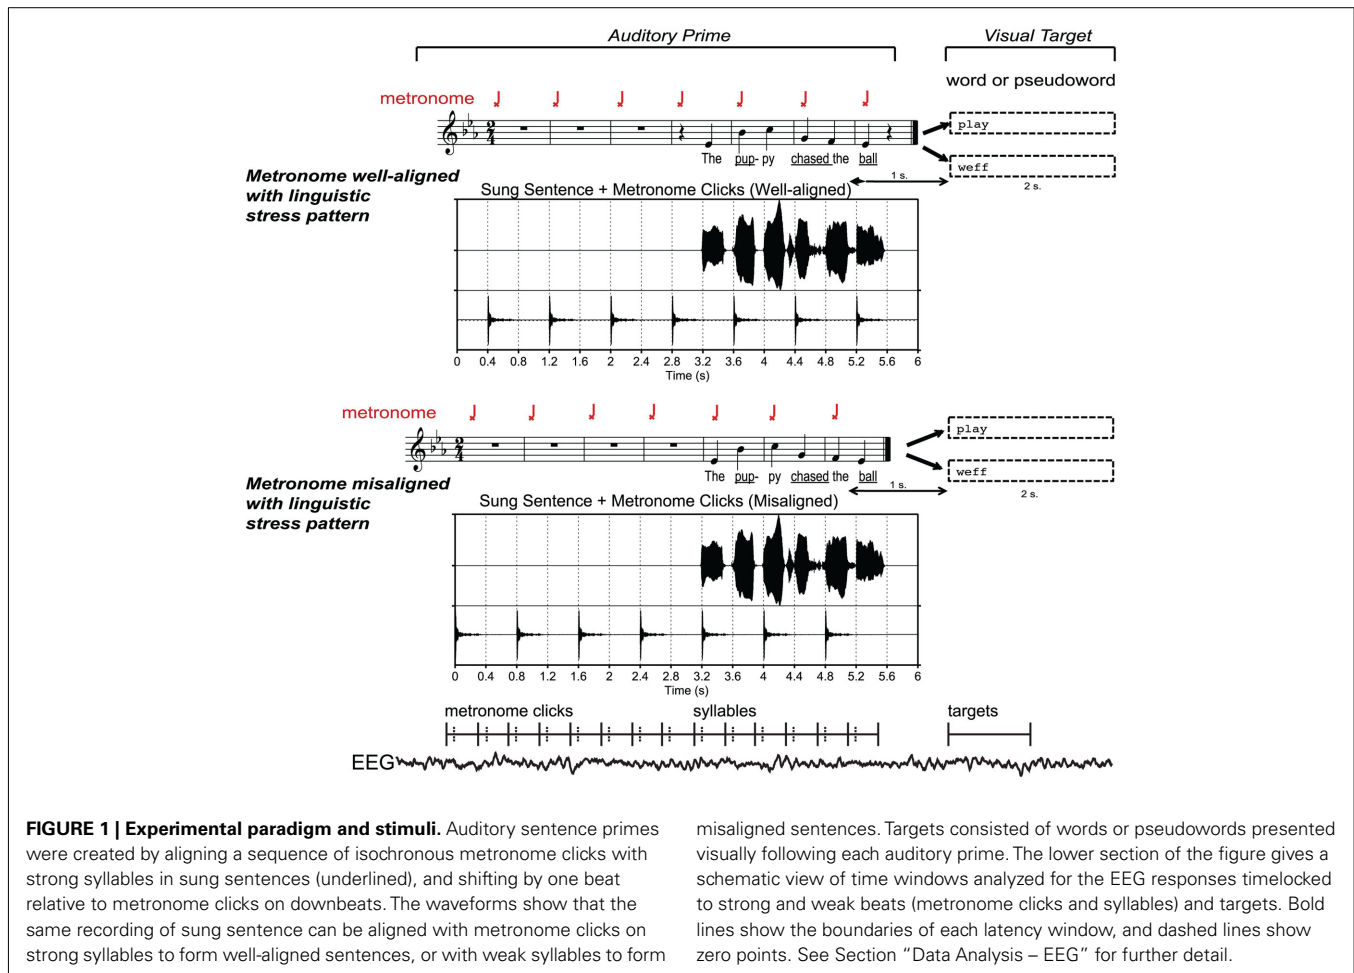 Auditory Prime
Visual Target
word or pseudoword
metronome
play
The pup- py chased the ball
weff
1 s.
2 s.
Metronome well-aligned
with linguistic
stress pattern
Sung Sentence + Metronome Clicks (Well-aligned)
0 0.4 0.8 1.2 1.6 2 2.4 2.8 3.2 3.6 4 4.4 4.8 5.2 5.6 6
Time (s)
metronome
play
The pup- py chased the ball
weff
1 s.
2 s.
Metronome misaligned
with linguistic
stress pattern
Sung Sentence + Metronome Clicks (Misaligned)
0 0.4 0.8 1.2 1.6 2 2.4 2.8 3.2 3.6 4 4.4 4.8 5.2 5.6 6
Time (s)
metronome clicks
syllables
targets
EEG
FIGURE 1 | Experimental paradigm and stimuli. Auditory sentence primes
were created by aligning a sequence of isochronous metronome clicks with
strong syllables in sung sentences (underlined), and shifting by one beat
relative to metronome clicks on downbeats. The waveforms show that the
same recording of sung sentence can be aligned with metronome clicks on
strong syllables to form well-aligned sentences, or with weak syllables to form
misaligned sentences. Targets consisted of words or pseudowords presented
visually following each auditory prime. The lower section of the figure gives a
schematic view of time windows analyzed for the EEG responses timelocked
to strong and weak beats (metronome clicks and syllables) and targets. Bold
lines show the boundaries of each latency window, and dashed lines show
zero points. See Section "Data Analysis – EEG" for further detail.